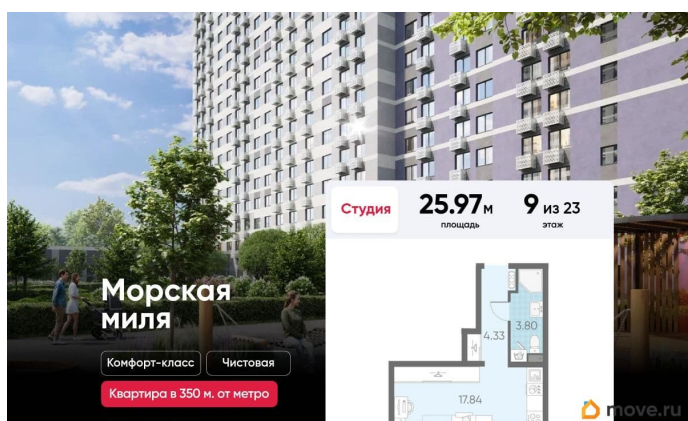 Студия
25.97 м
площадь
9 из 23
этаж
Морская
миля
Комфорт-класс
Чистовая
Квартира в 350 м. от метро
4.33
3.80
17.84
move.ru